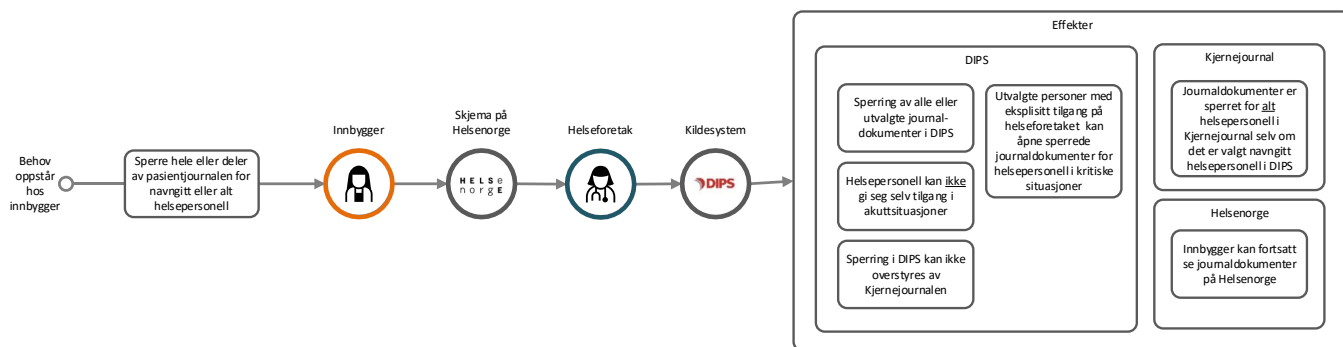 Behov
oppstår
hos
innbygger
Sperre hele eller deler
av pasientjournalen for
navngitt eller alt
helsepersonell
Innbygger
Skjema på
Helsenorge
HELSe
norgE
Helseforetak
Kildesystem
DIPS
Effekter
DIPS
Sperring av alle eller
utvalgte journal-
dokumenter i DIPS
Helsepersonell kan ikke
gi seg selv tilgang i
akuttsituasjoner
Sperring i DIPS kan ikke
overstyres av
Kjernejournalen
Utvalgte personer med
eksplisitt tilgang på
helseforetaket kan
åpne sperrede
journaldokumenter for
helsepersonell i kritiske
situasjoner
Kjernejournal
Journaldokumenter er
sperret for alt
helsepersonell i
Kjernejournal selv om
det er valgt navngitt
helsepersonell i DIPS
Helsenorge
Innbygger kan fortsatt
se journaldokumenter
på Helsenorge